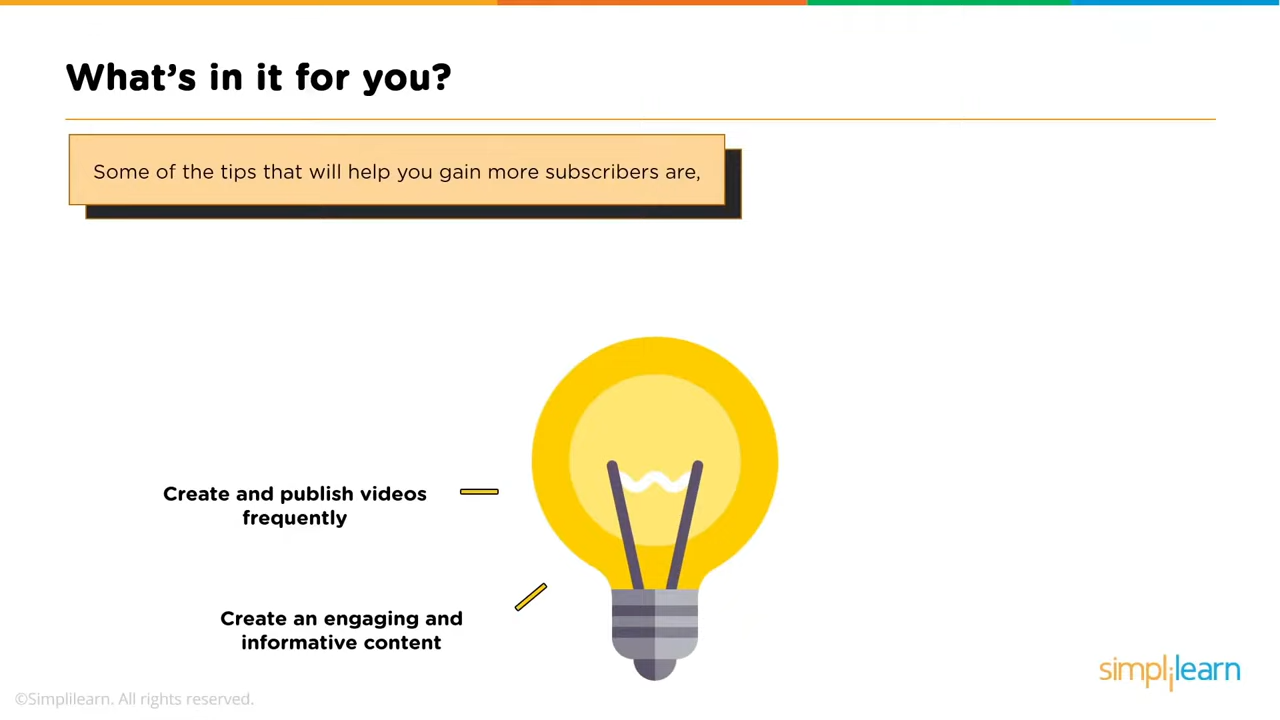 What's in it for you?
Some of the tips that will help you gain more subscribers are,
Create and publish videos
frequently
Create an engaging and
informative content
simplilearn
©Simplilearn. All rights reserved.